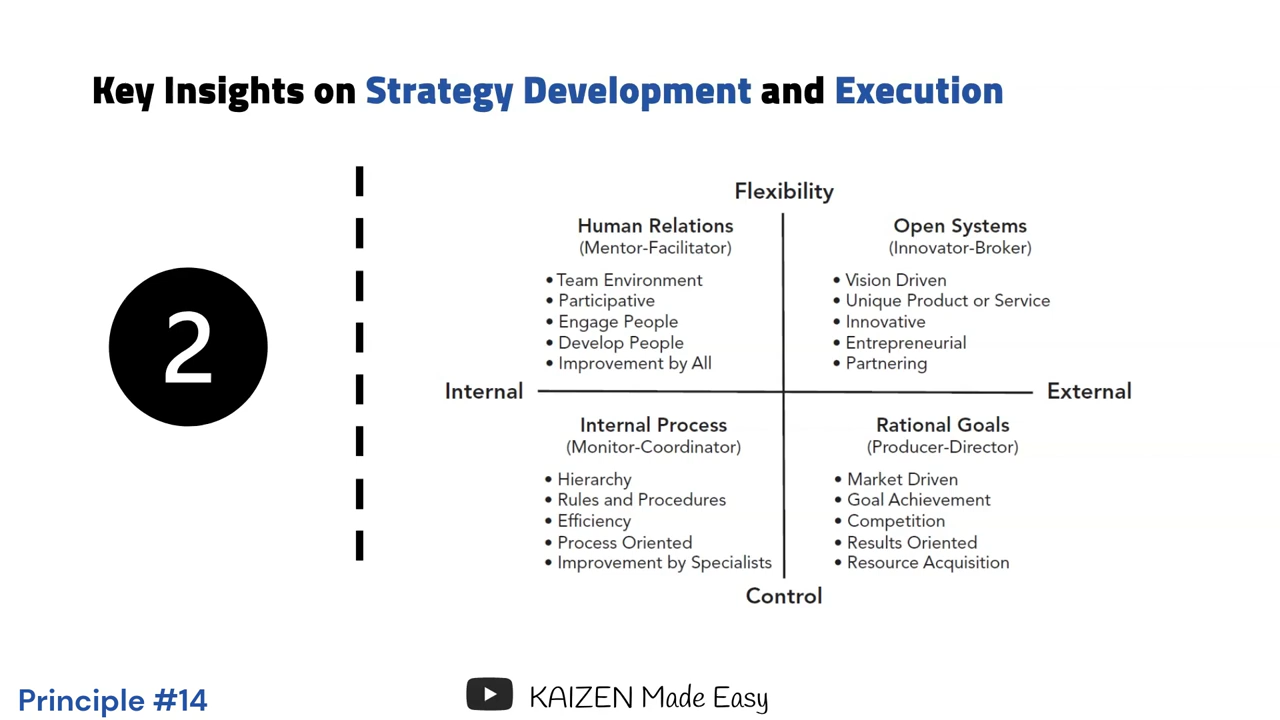 Key Insights on Strategy Development and Execution
2
Flexibility
Human Relations
(Mentor-Facilitator)
• Team Environment
• Participative
• Engage People
• Develop People
• Improvement by All
Open Systems
(Innovator-Broker)
• Vision Driven
• Unique Product or Service
• Innovative
• Entrepreneurial
• Partnering
Internal
External
Internal Process
(Monitor-Coordinator)
• Hierarchy
• Rules and Procedures
• Efficiency
• Process Oriented
• Improvement by Specialists
Rational Goals
(Producer-Director)
• Market Driven
• Goal Achievement
• Competition
• Results Oriented
• Resource Acquisition
Control
Principle #14
KAIZEN Made Easy